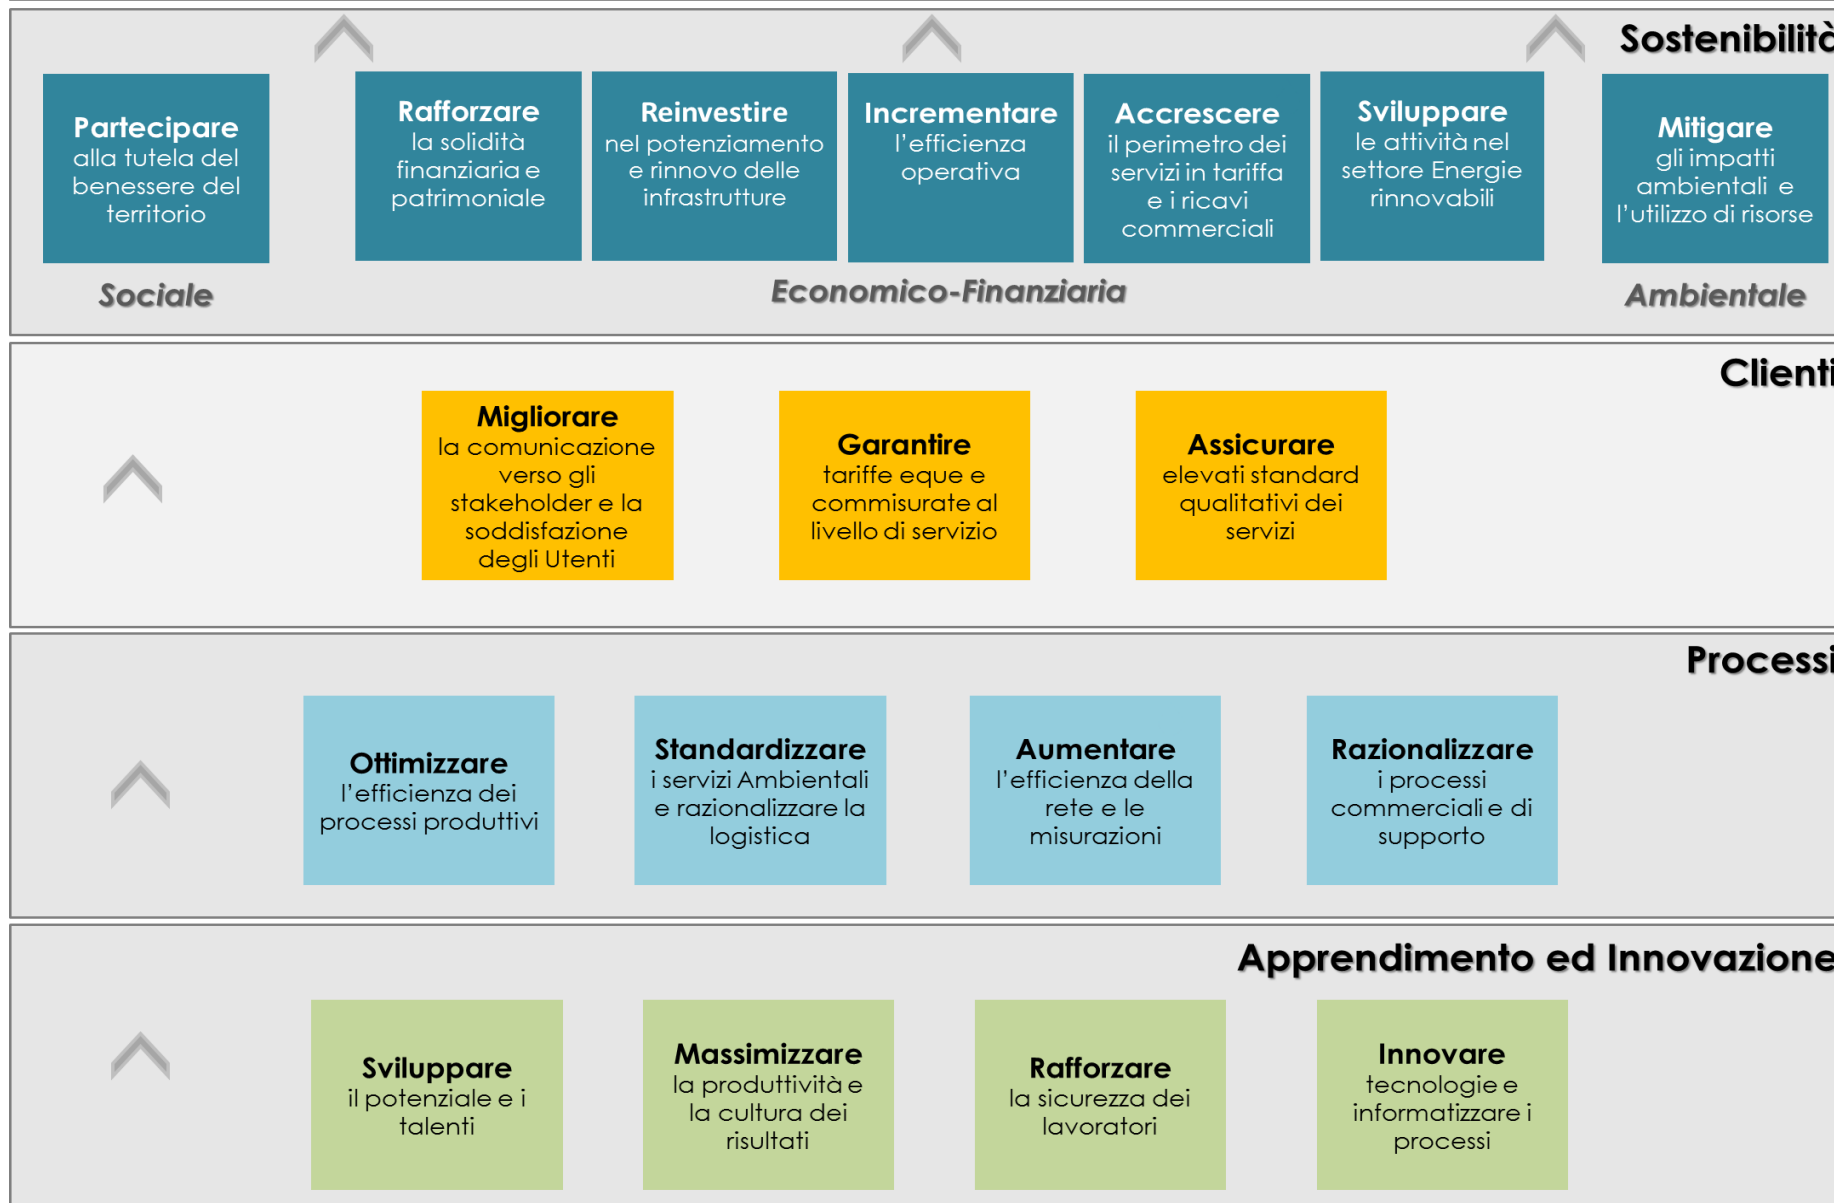 Sostenibilità
Partecipare
alla tutela del
benessere del
territorio
Rafforzare
la solidità
finanziaria e
patrimoniale
Reinvestire
nel potenziamento
e rinnovo delle
infrastrutture
Incrementare
l'efficienza
operativa
Accrescere
il perimetro dei
servizi in tariffa
e i ricavi
commerciali
Sviluppare
le attività nel
settore Energie
rinnovabili
Mitigare
gli impatti
ambientali e
l'utilizzo di risorse
Sociale
Economico-Finanziaria
Ambientale
Clienti
Migliorare
la comunicazione
verso gli
stakeholder e la
soddisfazione
degli Utenti
Garantire
tariffe eque e
commisurate al
livello di servizio
Assicurare
elevati standard
qualitativi dei
servizi
Processi
Ottimizzare
l'efficienza dei
processi produttivi
Standardizzare
i servizi Ambientali
e razionalizzare la
logistica
Aumentare
l'efficienza della
rete e le
misurazioni
Razionalizzare
i processi
commerciali e di
supporto
Apprendimento ed Innovazione
Sviluppare
il potenziale e i
talenti
Massimizzare
la produttività e
la cultura dei
risultati
Rafforzare
la sicurezza dei
lavoratori
Innovare
tecnologie e
informatizzare i
processi